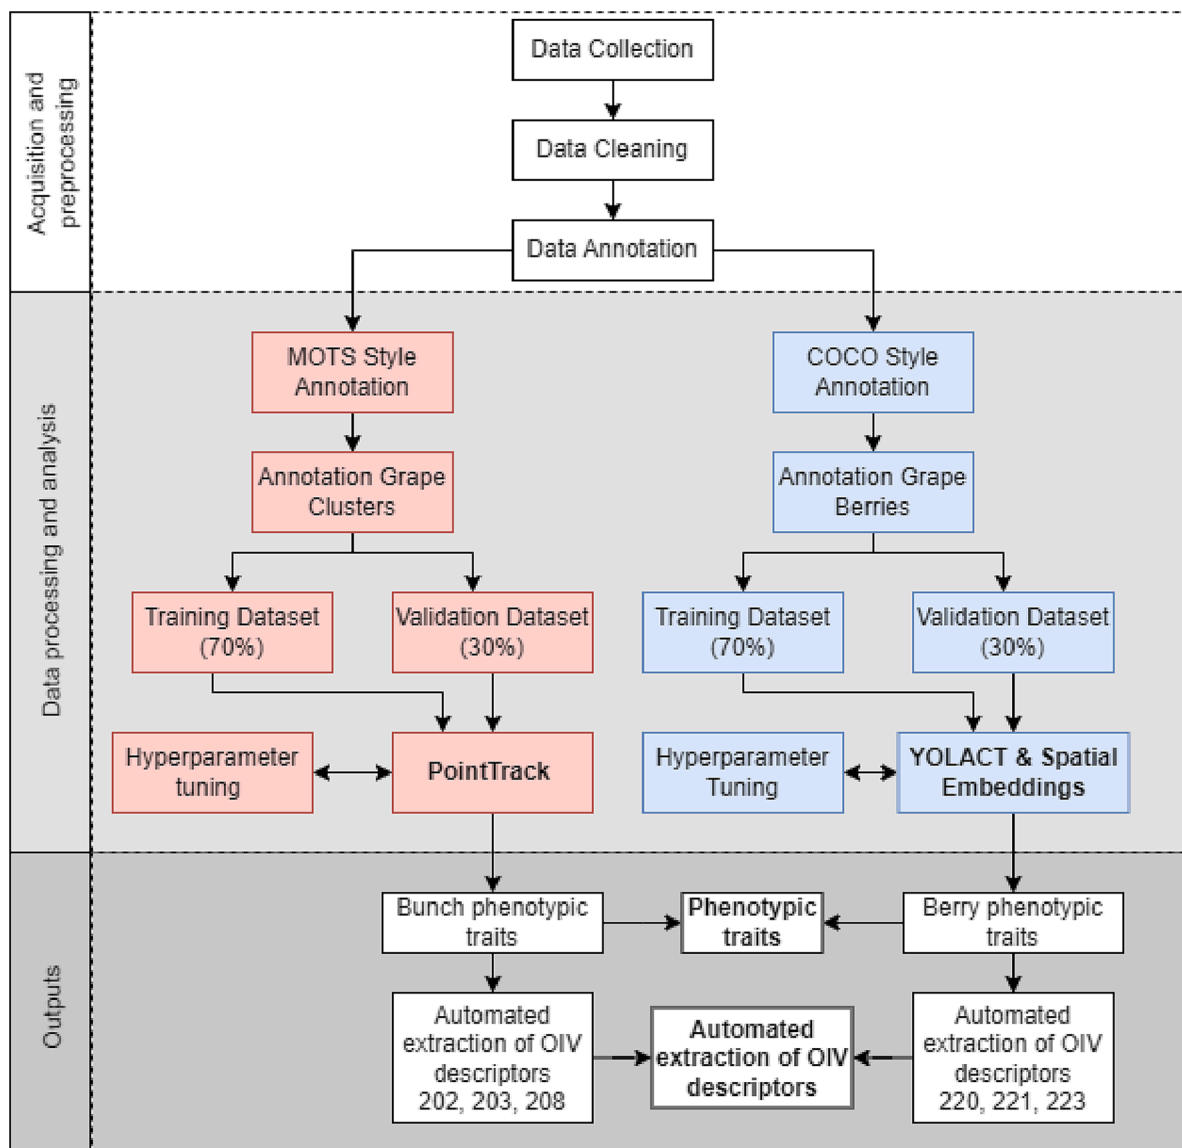 Acquisition and
preprocessing
Data Collection
Data Cleaning
Data Annotation
Data processing and analysis
MOTS Style
Annotation
COCO Style
Annotation
Annotation Grape
Clusters
Annotation Grape
Berries
Training Dataset
(70%)
Validation Dataset
(30%)
Training Dataset
(70%)
Validation Dataset
(30%)
Hyperparameter
tuning
PointTrack
Hyperparameter
Tuning
YOLACT & Spatial
Embeddings
Outputs
Bunch phenotypic
traits
Phenotypic
traits
Berry phenotypic
traits
Automated
extraction of OIV
descriptors
202, 203, 208
Automated
extraction of OIV
descriptors
Automated
extraction of OIV
descriptors
220, 221, 223